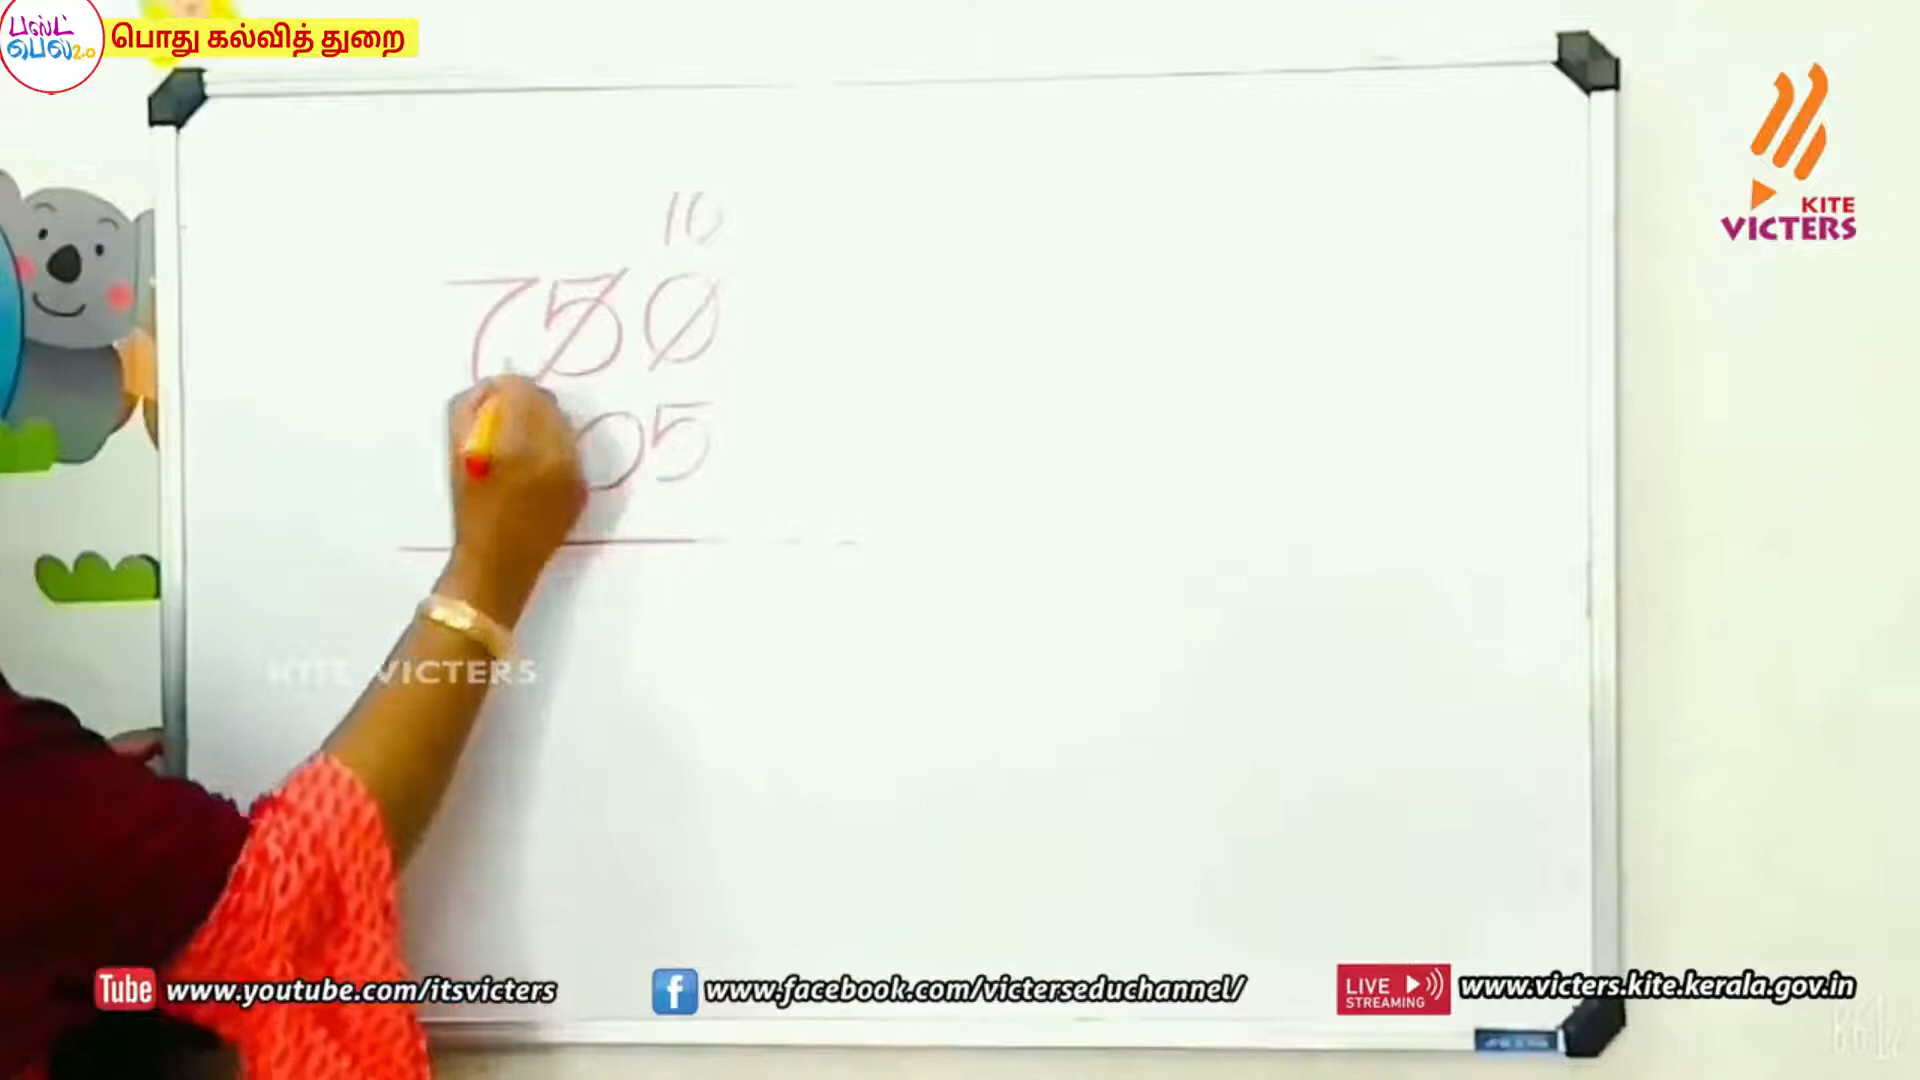 பஸ்ட்
பெல் 2.0
பொது கல்வித் துறை
KITE
VICTERS
10
750
05
KITE VICTERS
Tube www.youtube.com/itsvicters
f www.facebook.com/victerseduchannel/
LIVE STREAMING www.victers.kite.kerala.gov.in